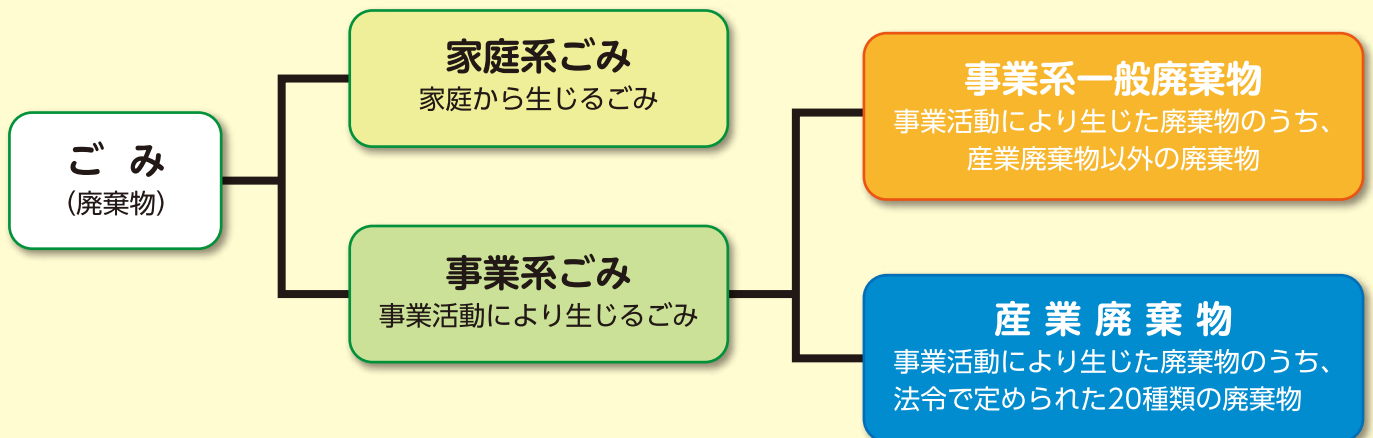 ごみ
（廃棄物）
家庭系ごみ
家庭から生じるごみ
事業系ごみ
事業活動により生じるごみ
事業系一般廃棄物
事業活動により生じた廃棄物のうち、
産業廃棄物以外の廃棄物
産業廃棄物
事業活動により生じた廃棄物のうち、
法令で定められた20種類の廃棄物